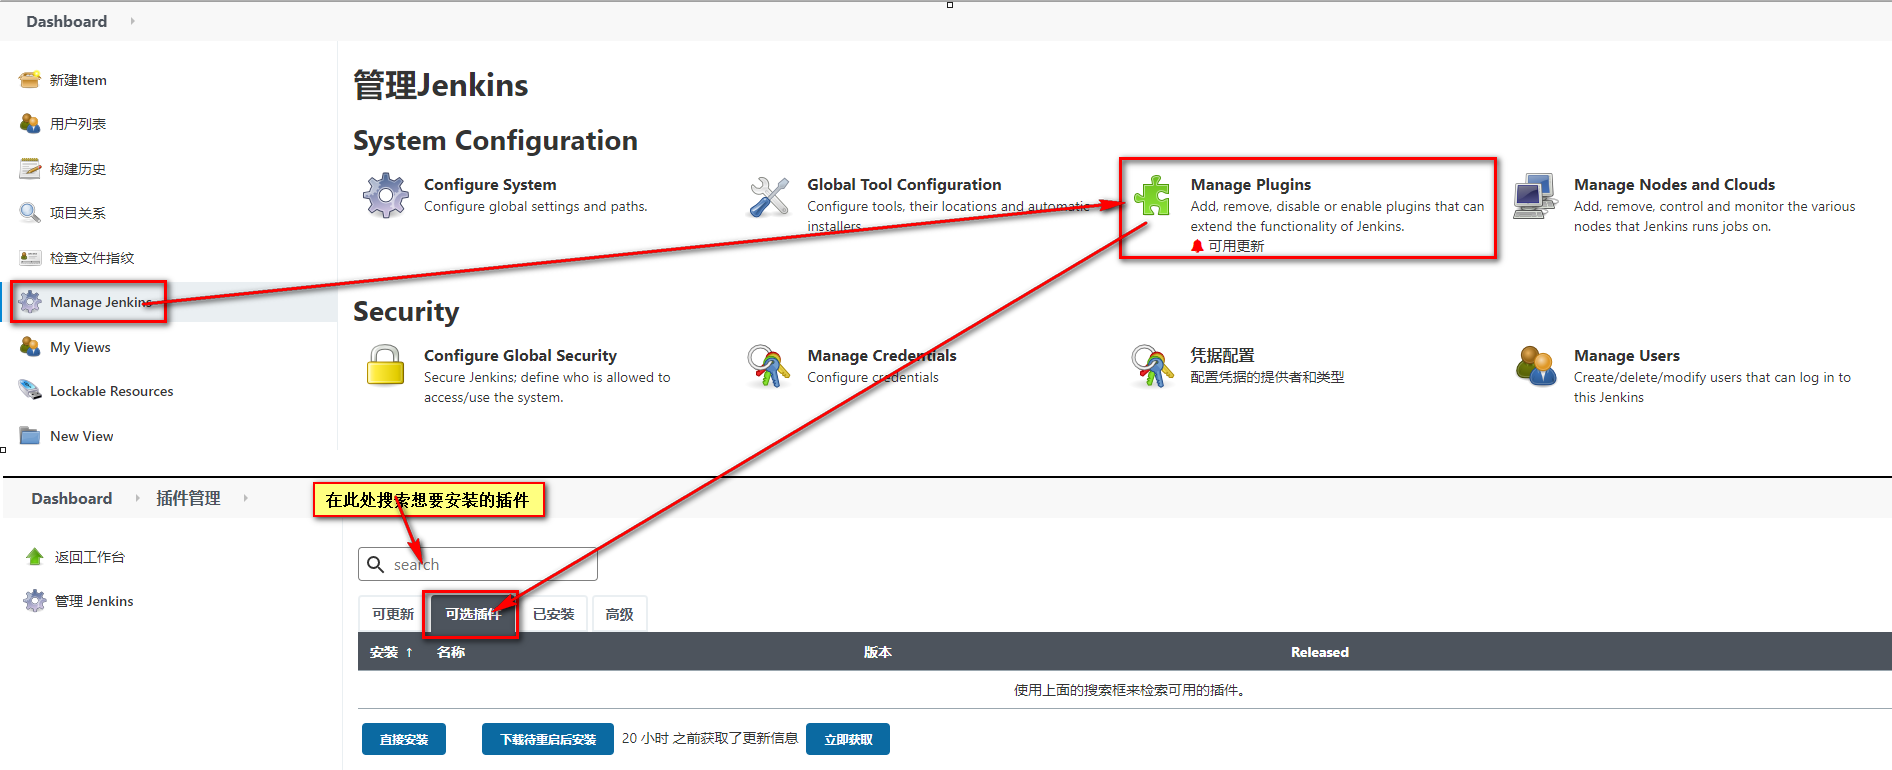 Dashboard
新建Item
用户列表
构建历史
项目关系
检查文件指纹
Manage Jenkins
My Views
Lockable Resources
New View
管理Jenkins
System Configuration
Configure System
Configure global settings and paths.
Global Tool Configuration
Configure tools, their locations and automatic
installers.
Manage Plugins
Add, remove, disable or enable plugins that can
extend the functionality of Jenkins.
可用更新
Manage Nodes and Clouds
Add, remove, control and monitor the various
nodes that Jenkins runs jobs on.
Security
Configure Global Security
Secure Jenkins; define who is allowed to
access/use the system.
Manage Credentials
Configure credentials
凭据配置
配置凭据的提供者和类型
Manage Users
Create/delete/modify users that can log in to
this Jenkins
Dashboard
插件管理
在此处搜索想要安装的插件
返回工作台
管理 Jenkins
search
可更新
可选插件
已安装
高级
安装 ↑ 名称 版本 Released
使用上面的搜索框来检索可用的插件。
直接安装
下载待重启后安装
20 小时 之前获取了更新信息
立即获取